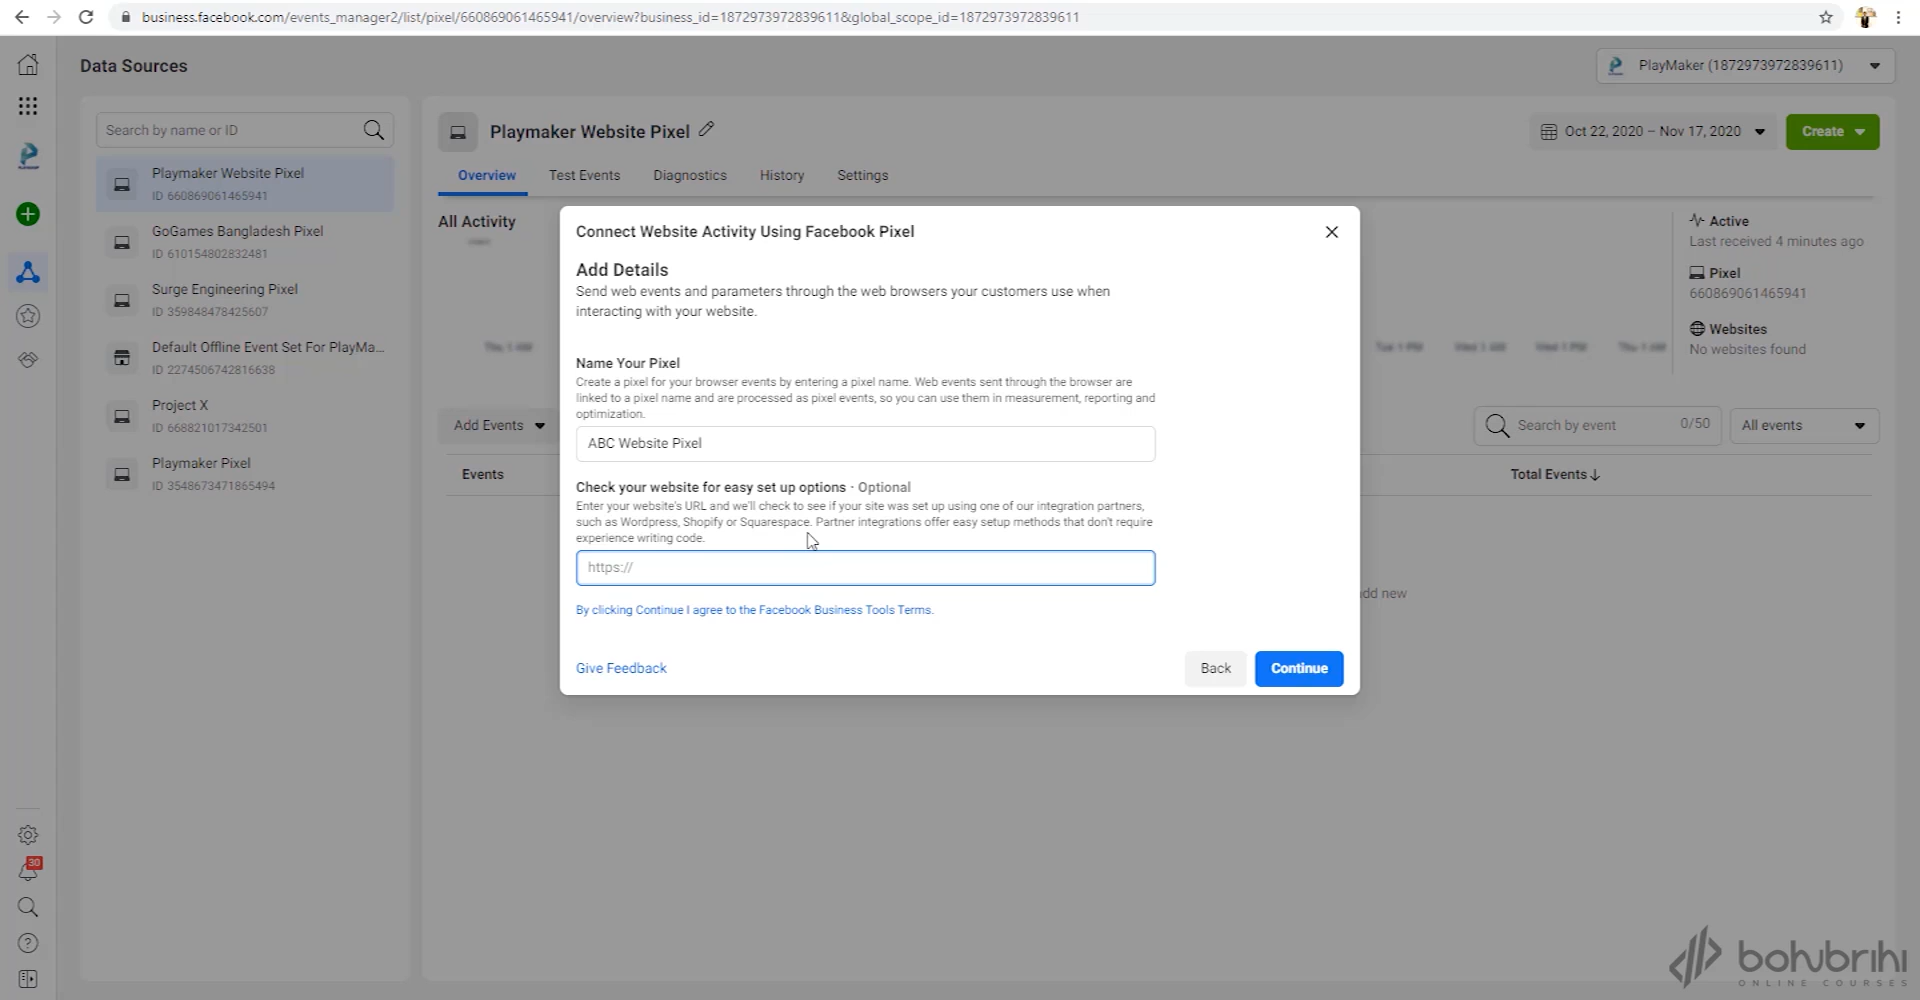 business.facebook.com/events_manager2/list/pixel/660869061465941/overview?business_id=1872973972839611&global_scope_id=1872973972839611
Data Sources
PlayMaker (1872973972839611)
Search by name or ID
Playmaker Website Pixel
Oct 22, 2020 – Nov 17, 2020
Create
Playmaker Website Pixel
ID 660869061465941
Overview
Test Events
Diagnostics
History
Settings
GoGames Bangladesh Pixel
ID 610154802832481
Surge Engineering Pixel
ID 359848478425607
Default Offline Event Set For PlayMa...
ID 2274506742816638
Project X
ID 668821017342501
Playmaker Pixel
ID 3548673471865494
All Activity
Active
Last received 4 minutes ago
Pixel
660869061465941
Websites
No websites found
Tue 1 PM
Wed 1 AM
Wed 1 PM
Thu 1 AM
Add Events
Search by event
0/50
All events
Events
Total Events↓
dd new
Connect Website Activity Using Facebook Pixel
Add Details
Send web events and parameters through the web browsers your customers use when
interacting with your website.
Name Your Pixel
Create a pixel for your browser events by entering a pixel name. Web events sent through the browser are
linked to a pixel name and are processed as pixel events, so you can use them in measurement, reporting and
optimization.
ABC Website Pixel
Check your website for easy set up options · Optional
Enter your website's URL and we'll check to see if your site was set up using one of our integration partners,
such as Wordpress, Shopify or Squarespace. Partner integrations offer easy setup methods that don't require
experience writing code.
https://
By clicking Continue I agree to the Facebook Business Tools Terms.
Give Feedback
Back
Continue
30
bohubrihi
ONLINE COURSES